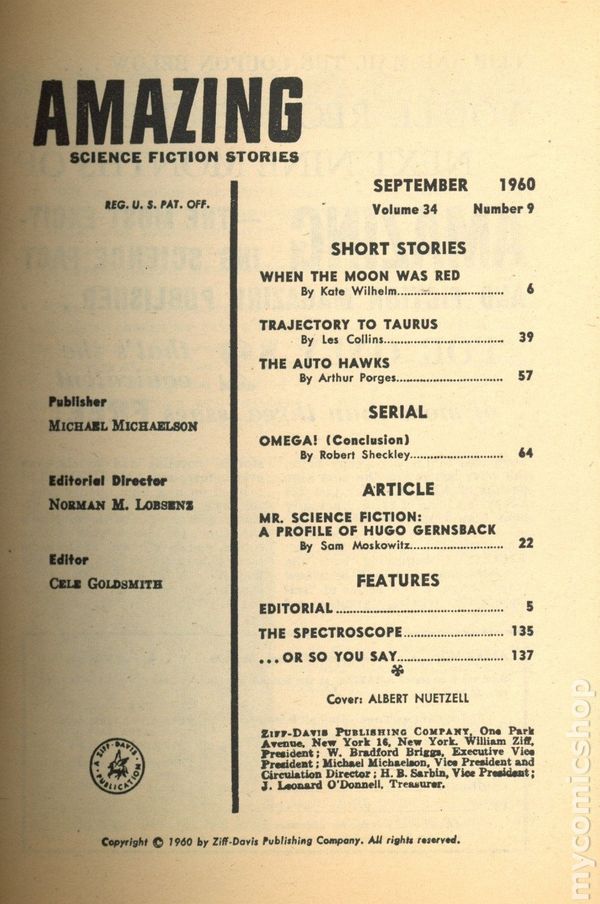 AMAZING
SCIENCE FICTION STORIES
REG. U. S. PAT. OFF.
Publisher
MICHAEL MICHAELSON
Editorial Director
NORMAN M. LOBSENZ
Editor
CELE GOLDSMITH
A ZIFF-DAVIS PUBLICATION
SEPTEMBER 1960
Volume 34 Number 9
SHORT STORIES
WHEN THE MOON WAS RED
By Kate Wilhelm............................ 6
TRAJECTORY TO TAURUS
By Les Collins............................ 39
THE AUTO HAWKS
By Arthur Porges............................ 57
SERIAL
OMEGA! (Conclusion)
By Robert Sheckley............................ 64
ARTICLE
MR. SCIENCE FICTION:
A PROFILE OF HUGO GERNSBACK
By Sam Moskowitz............................ 22
FEATURES
EDITORIAL............................ 5
THE SPECTROSCOPE............................ 135
...OR SO YOU SAY............................ 137
Cover: ALBERT NUETZELL
ZIFF-DAVIS PUBLISHING COMPANY, One Park
Avenue, New York 16, New York. William Ziff,
President; W. Bradford Briggs, Executive Vice
President; Michael Michaelson, Vice President and
Circulation Director; H. B. Sarbin, Vice President;
J. Leonard O'Donnell, Treasurer.
Copyright © 1960 by Ziff-Davis Publishing Company. All rights reserved.
mycomicshop